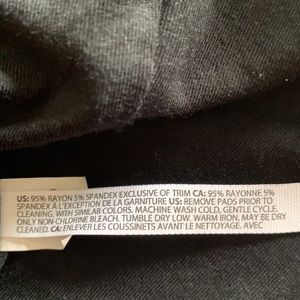 US: 95% RAYON 5% SPANDEX EXCLUSIVE OF TRIM CA: 95% RAYONNE 5%
SPANDEX À L'EXCEPTION DE LA GARNITURE US: REMOVE PADS PRIOR TO
CLEANING. WITH SIMILAR COLORS. MACHINE WASH COLD, GENTLE CYCLE.
ONLY NON-CHLORINE BLEACH. TUMBLE DRY LOW. WARM IRON. MAY BE DRY
CLEANED. CA: ENLEVER LES COUSSINETS AVANT LE NETTOYAGE. AVEC